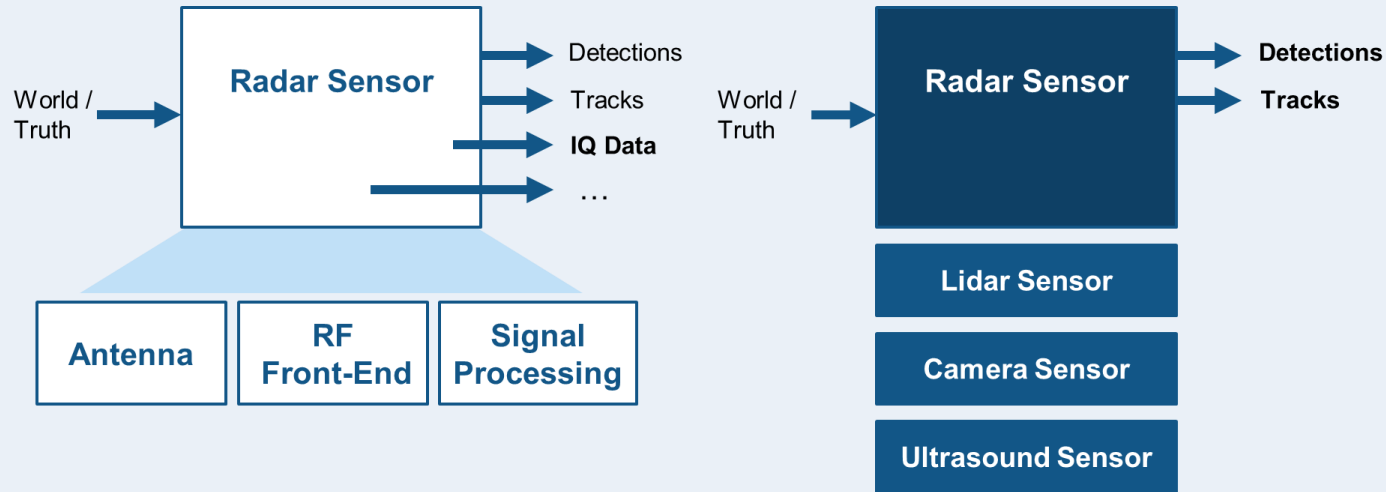 Radar Sensor
World /
Truth
Detections
Tracks
IQ Data
...
Antenna
RF
Front-End
Signal
Processing
Radar Sensor
World /
Truth
Detections
Tracks
Lidar Sensor
Camera Sensor
Ultrasound Sensor